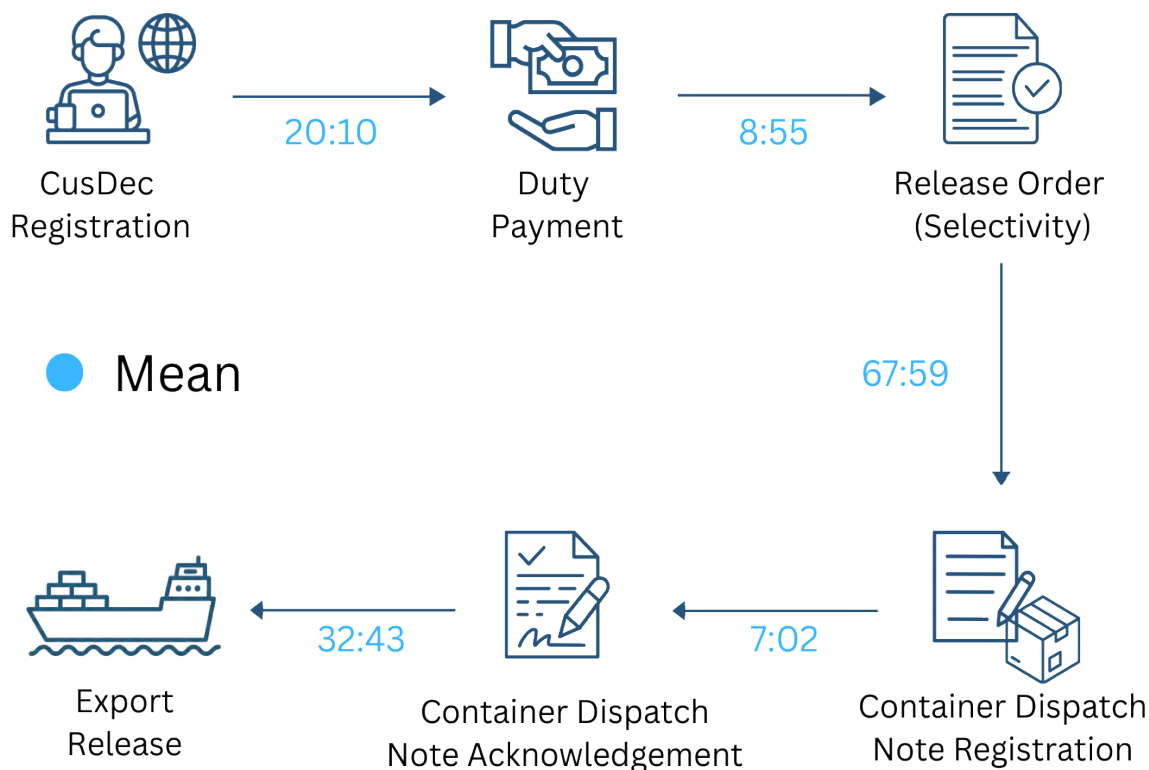 20:10
8:55
CusDec
Registration
Duty
Payment
Release Order
(Selectivity)
Mean
67:59
32:43
7:02
Export
Release
Container Dispatch
Note Acknowledgement
Container Dispatch
Note Registration